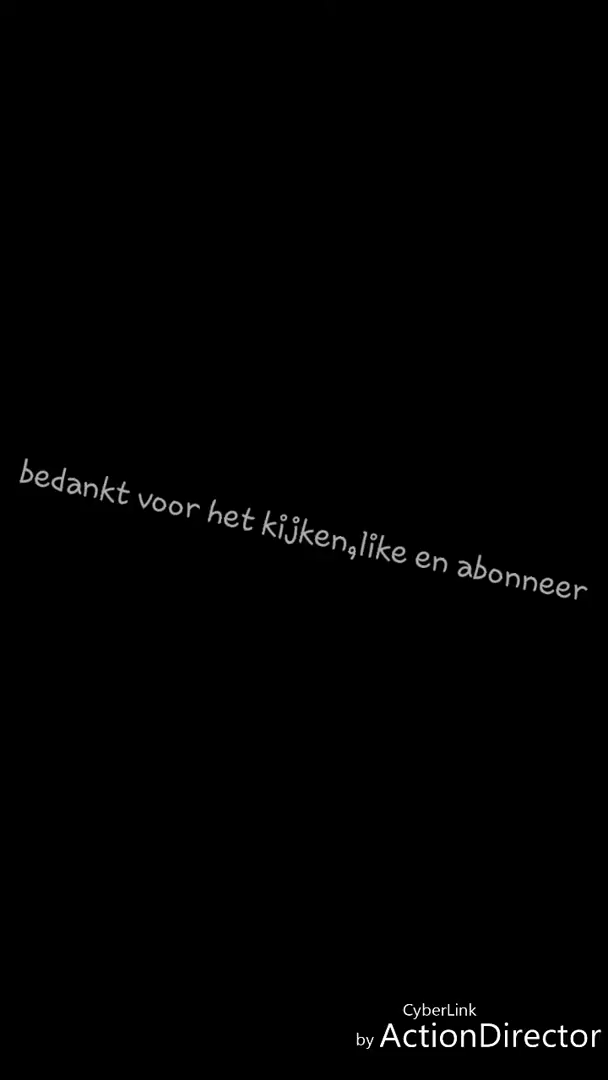 bedankt voor het kijken,like en abonneer
CyberLink
by ActionDirector